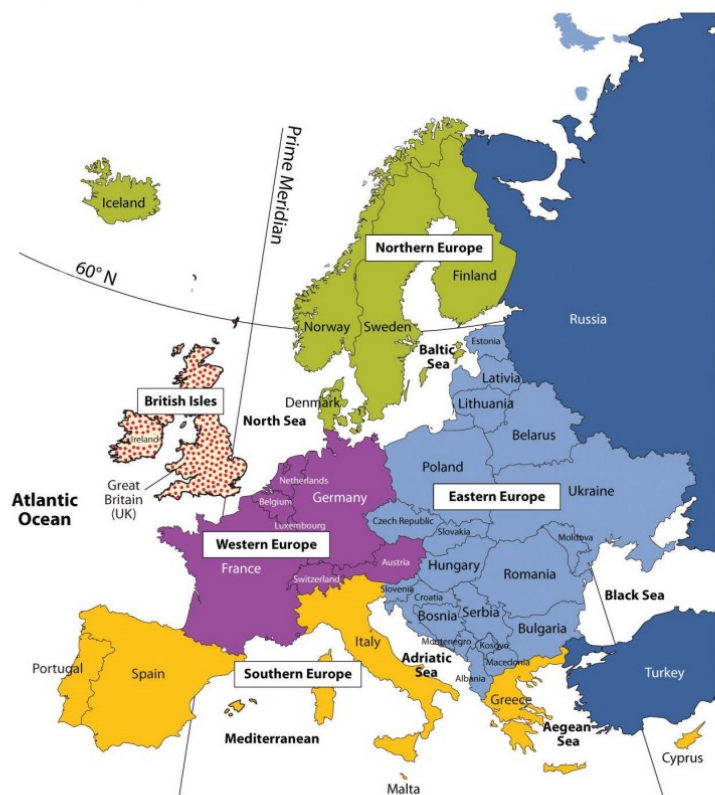 Iceland
Prime Meridian
60° N
Northern Europe
Finland
Norway
Sweden
Russia
Estonia
Baltic
Sea
Lativia
Lithuania
Denmark
British Isles
North Sea
Ireland
Belarus
Great
Britain
(UK)
Netherlands
Poland
Belgium
Germany
Eastern Europe
Ukraine
Atlantic
Ocean
Luxembourg
Czech Republic
Slovakia
Moldova
Western Europe
France
Austria
Hungary
Switzerland
Romania
Slovenia
Croatia
Black Sea
Bosnia
Serbia
Bulgaria
Italy
Montenegro
Kosovo
Adriatic
Sea
Macedonia
Portugal
Spain
Southern Europe
Albania
Turkey
Greece
Mediterranean
Aegean
Sea
Cyprus
Malta